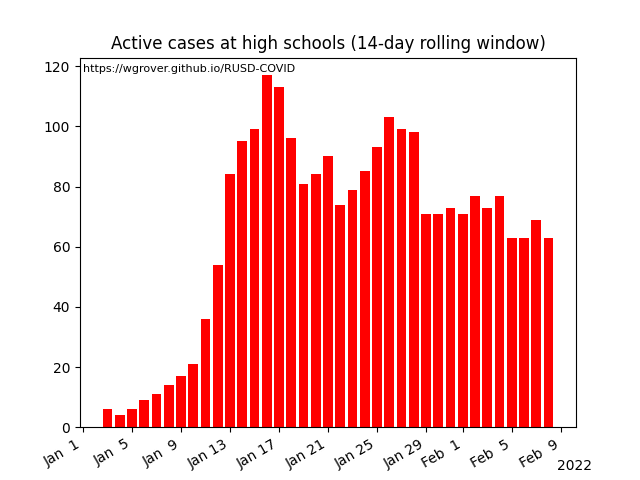 Active cases at high schools (14-day rolling window)
https://wgrover.github.io/RUSD-COVID
120
100
80
60
40
20
0
Jan 1
Jan 5
Jan 9
Jan 13
Jan 17
Jan 21
Jan 25
Jan 29
Feb 1
Feb 5
Feb 9
2022